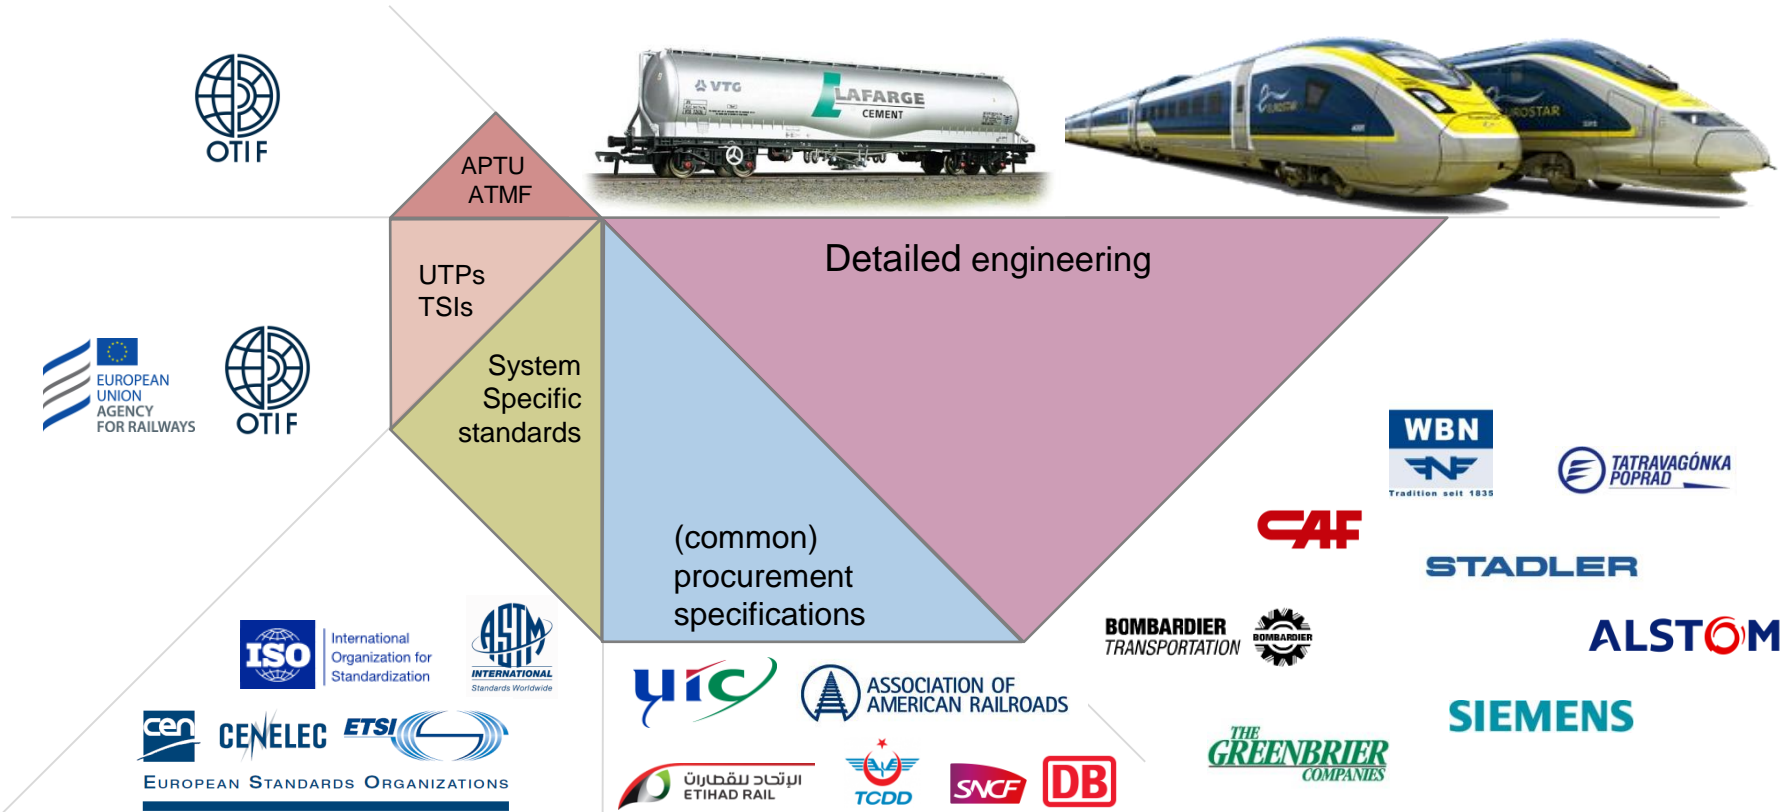 OTIF
VTG
LAFARGE
CEMENT
EUROSTAR
EUROSTAR
APTU
ATMF
Detailed engineering
UTPs
TSIs
EUROPEAN
UNION
AGENCY
FOR RAILWAYS
OTIF
System
Specific
standards
WBN
Tradition seit 1835
TATRAVAGÓNKA
POPRAD
CAF
(common)
procurement
specifications
STADLER
ISO
International
Organization for
Standardization
ASTM
INTERNATIONAL
Standards Worldwide
BOMBARDIER
TRANSPORTATION
BOMBARDIER
ALSTOM
uic
ASSOCIATION OF
AMERICAN RAILROADS
cen
CENELEC
ETSI
EUROPEAN STANDARDS ORGANIZATIONS
SIEMENS
THE
GREENBRIER
COMPANIES
الإتحاد للقطارات
ETIHAD RAIL
TCDD
SNCF
DB